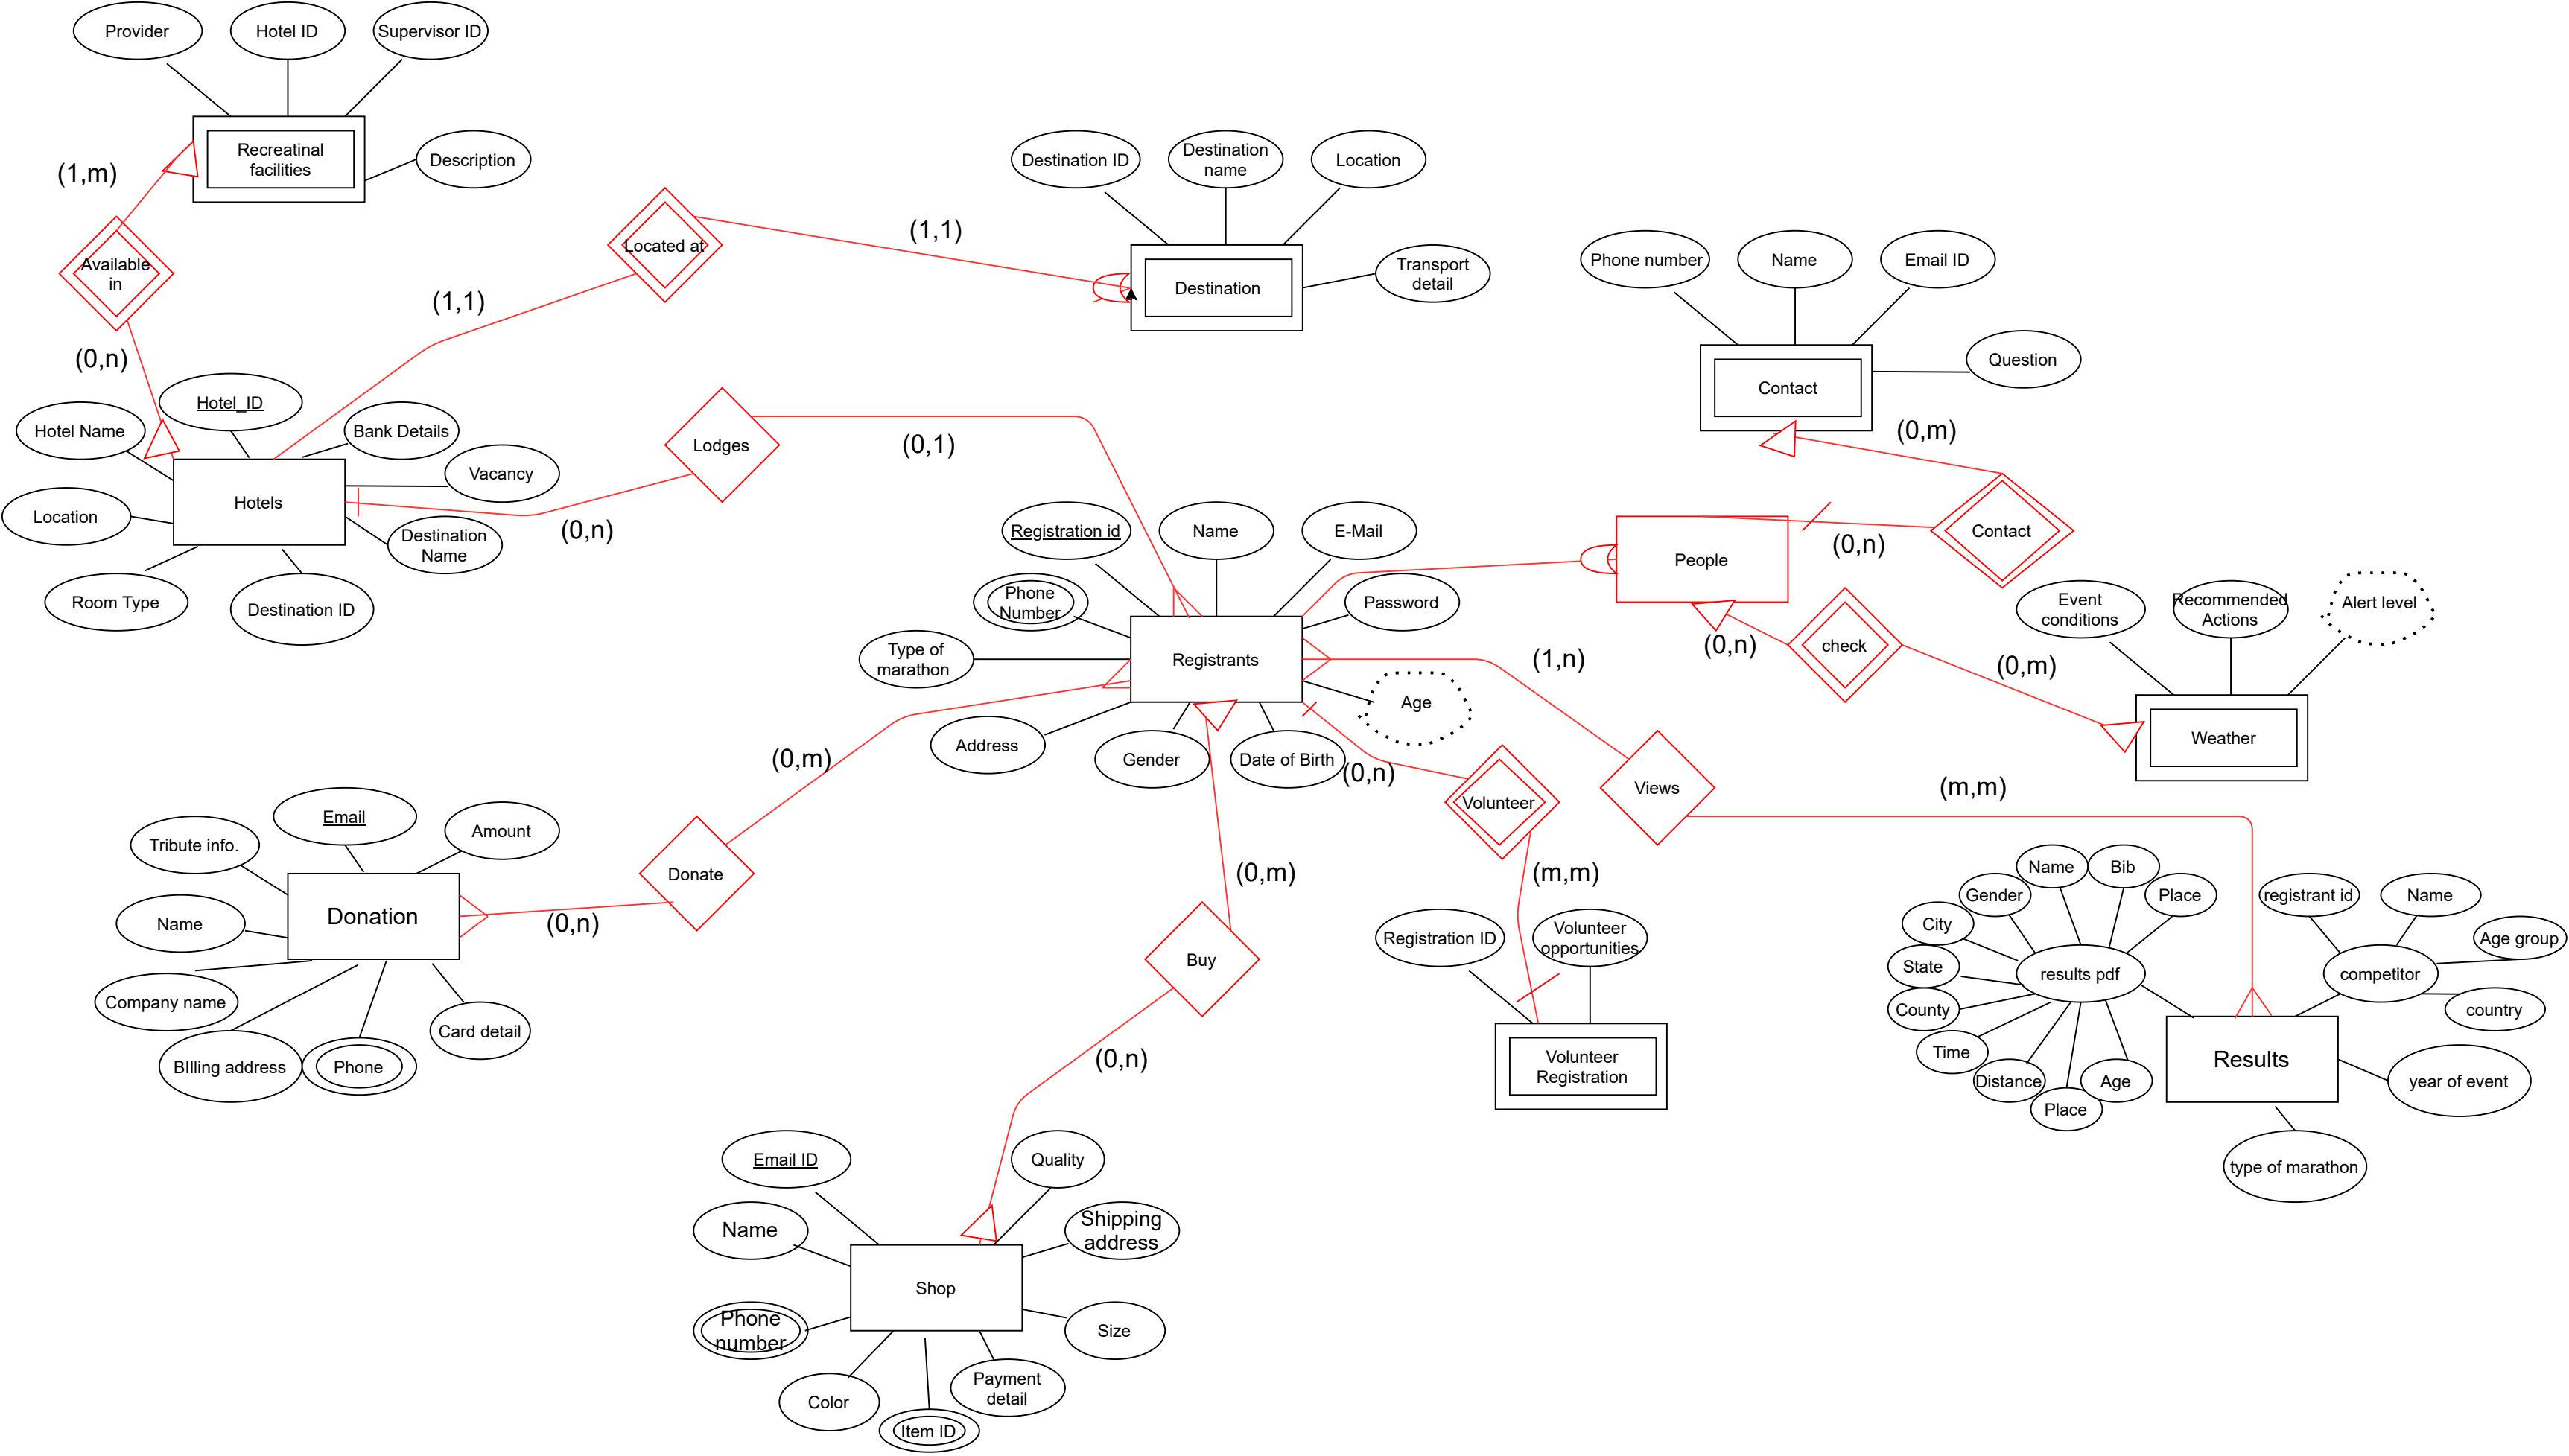 Provider
Hotel ID
Supervisor ID
Recreatinal
facilities
Description
(1,m)
Available
in
(0,n)
Located at
(1,1)
(1,1)
Destination ID
Destination
name
Location
Destination
Transport
detail
Phone number
Name
Email ID
Contact
Question
(0,m)
Hotel_ID
Hotel Name
Bank Details
Vacancy
Location
Hotels
Destination
Name
Room Type
Destination ID
Lodges
(0,1)
(0,n)
Registration id
Name
E-Mail
Phone
Number
Password
Type of
marathon
Registrants
Age
Address
Gender
Date of Birth
People
Contact
(0,n)
check
(0,n)
(0,m)
Event
conditions
Recommended
Actions
Alert level
Weather
(1,n)
Views
(m,m)
(0,n)
Volunteer
(m,m)
Registration ID
Volunteer
opportunities
Volunteer
Registration
(0,m)
Donate
(0,n)
Email
Amount
Tribute info.
Name
Donation
Company name
BIlling address
Phone
Card detail
(0,m)
Buy
(0,n)
Email ID
Quality
Name
Shipping
address
Shop
Phone
number
Size
Color
Item ID
Payment
detail
Name
Bib
Gender
Place
City
State
results pdf
County
Time
Distance
Place
Age
registrant id
Name
Age group
competitor
country
Results
year of event
type of marathon